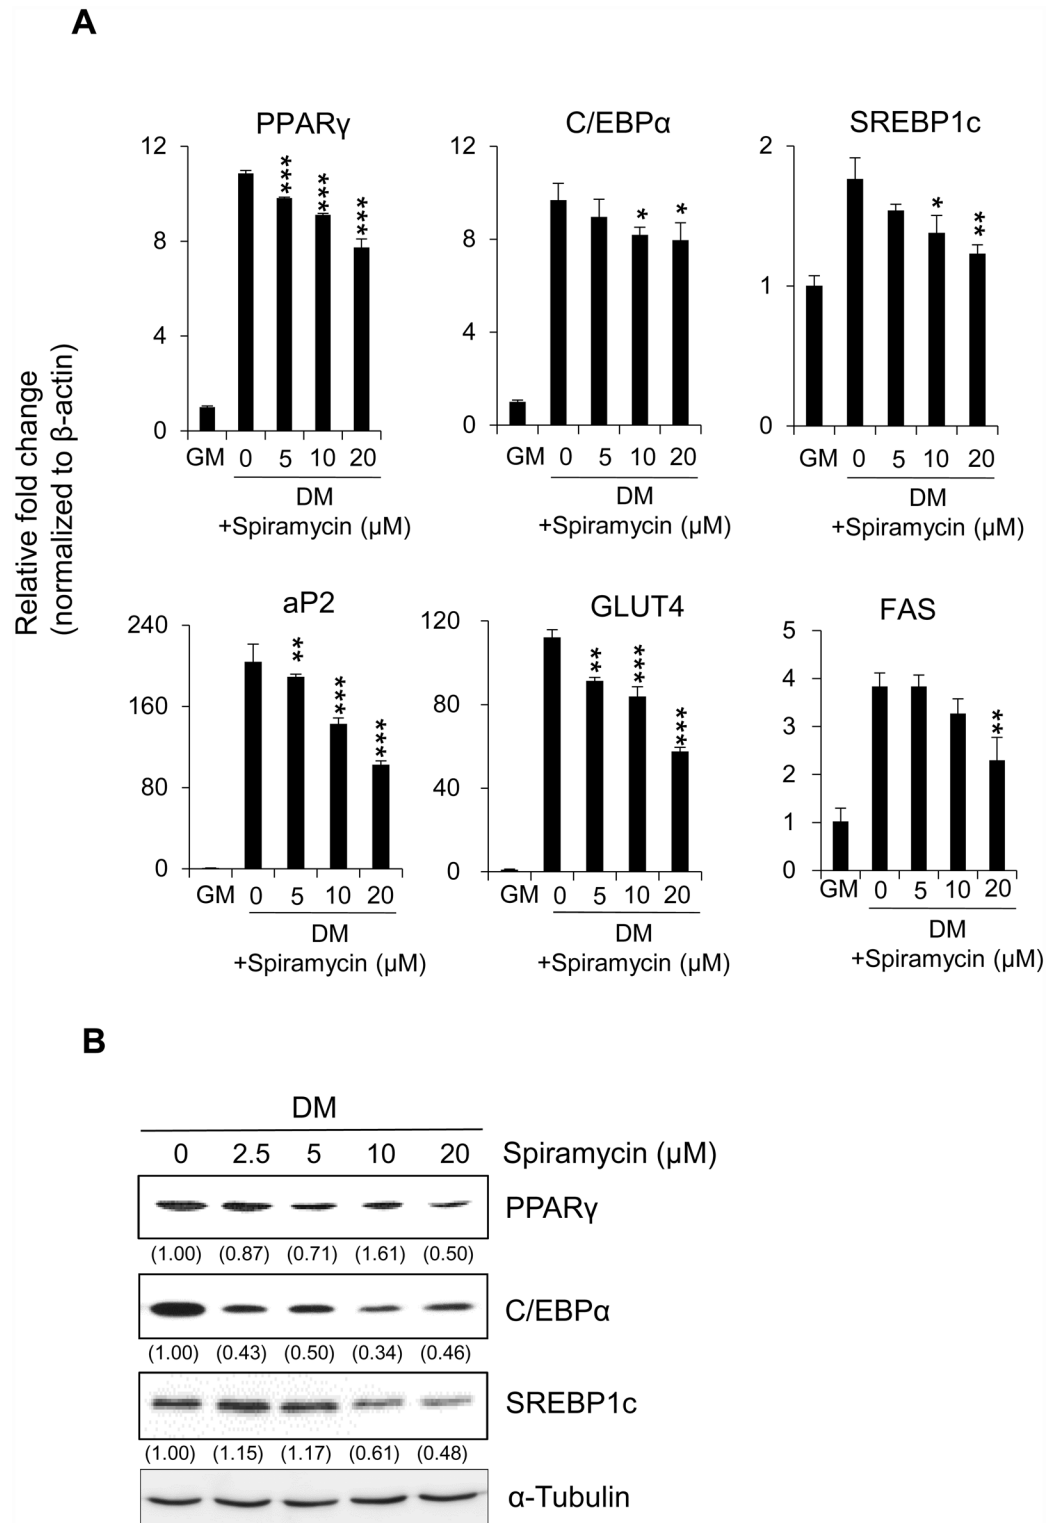 A
Relative fold change
(normalized to β-actin)
PPARγ
12
8
4
0
***
***
***
GM 0 5 10 20
DM
+Spiramycin (µM)
C/EBPα
12
8
4
0
*
*
GM 0 5 10 20
DM
+Spiramycin (µM)
SREBP1c
2
1
0
*
**
GM 0 5 10 20
DM
+Spiramycin (µM)
aP2
240
160
80
0
**
***
***
GM 0 5 10 20
DM
+Spiramycin (µM)
GLUT4
120
80
40
0
**
***
***
GM 0 5 10 20
DM
+Spiramycin (µM)
FAS
5
4
3
2
1
0
**
GM 0 5 10 20
DM
+Spiramycin (µM)
B
DM
0 2.5 5 10 20 Spiramycin (µM)
PPARγ
(1.00) (0.87) (0.71) (1.61) (0.50)
C/EBPα
(1.00) (0.43) (0.50) (0.34) (0.46)
SREBP1c
(1.00) (1.15) (1.17) (0.61) (0.48)
α-Tubulin